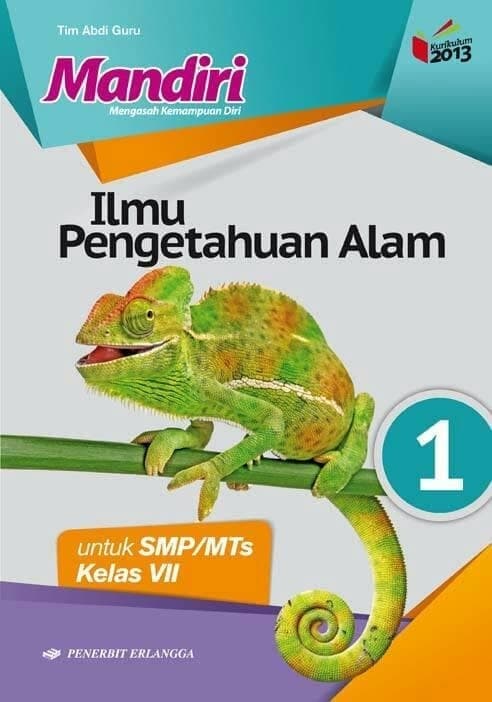 Tim Abdi Guru
Kurikulum
2013
Mandiri
Mengasah Kemampuan Diri
Ilmu
Pengetahuan Alam
1
untuk SMP/MTs
Kelas VII
PENERBIT ERLANGGA